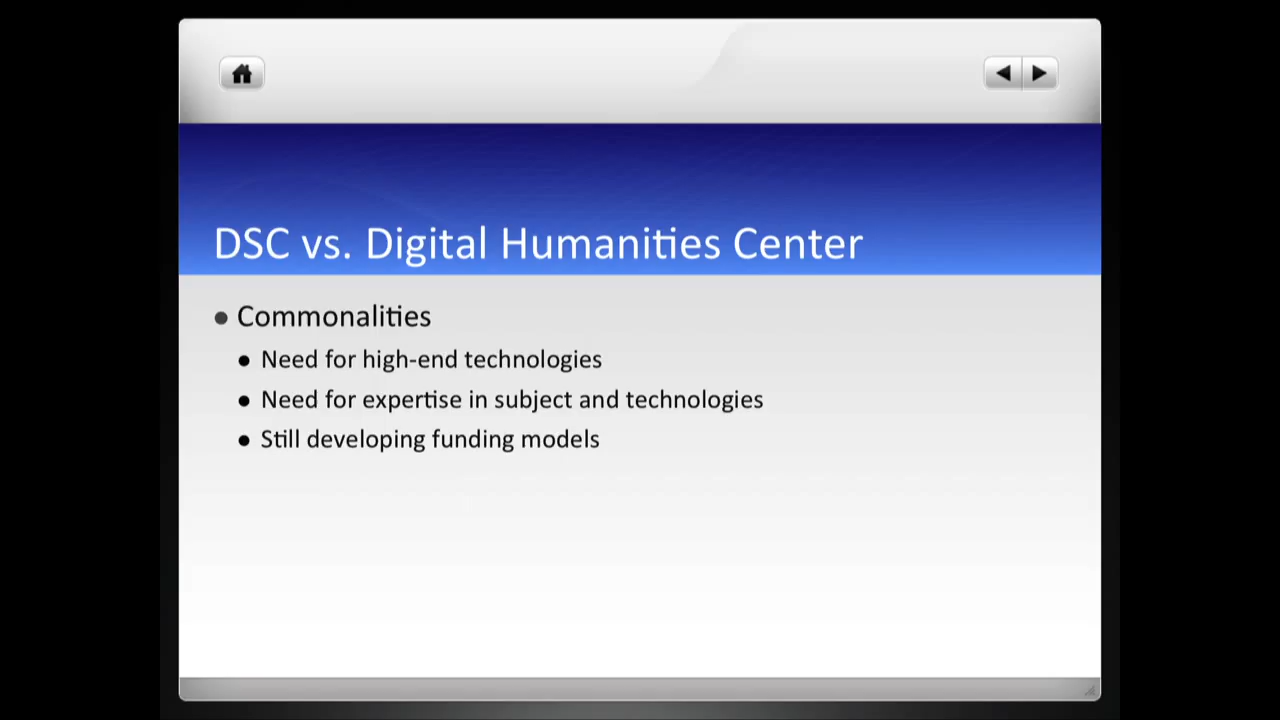 DSC vs. Digital Humanities Center
● Commonalities
● Need for high-end technologies
● Need for expertise in subject and technologies
● Still developing funding models